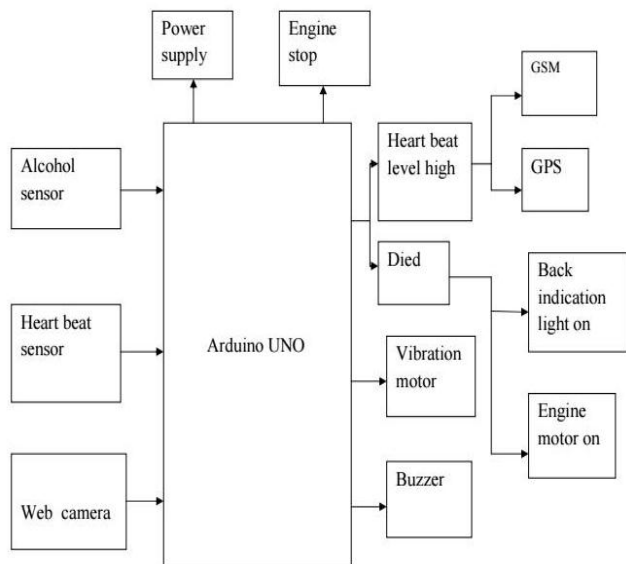 Power
supply
Engine
stop
GSM
Heart beat
level high
Alcohol
sensor
GPS
Died
Back
indication
light on
Heart beat
sensor
Arduino UNO
Vibration
motor
Engine
motor on
Buzzer
Web camera